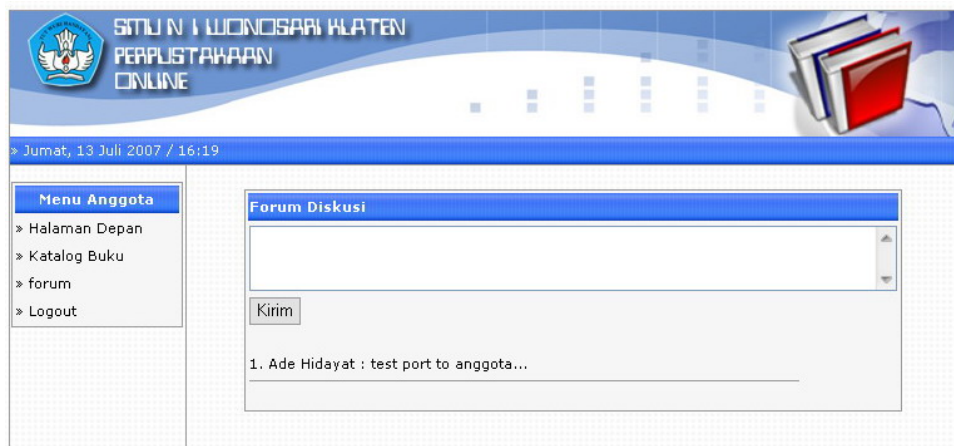 SMU N 1 WONOSARI KLATEN
PERPUSTAKAAN
ONLINE
» Jumat, 13 Juli 2007 / 16:19
Menu Anggota
» Halaman Depan
» Katalog Buku
» forum
» Logout
Forum Diskusi
Kirim
1. Ade Hidayat : test port to anggota...